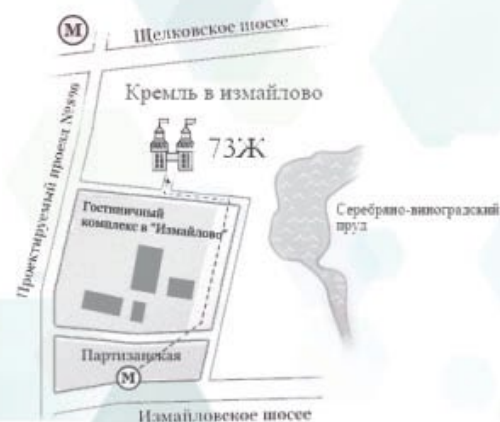 М
Щелковское шоссе
Кремль в измайлово
73Ж
Проектируемый проезд №890
Гостиничный
комплекс в "Измайлово"
Серебряно-виноградский
пруд
Партизанская
М
Измайловское шоссе